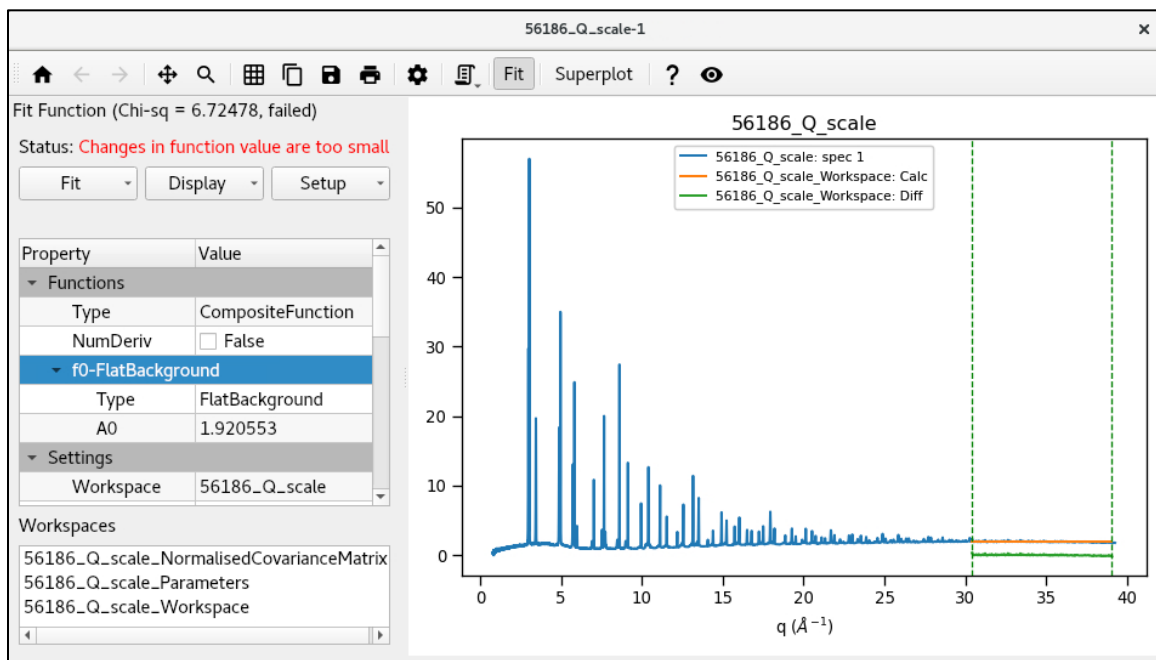 56186_Q_scale-1
Fit Superplot ?
Fit Function (Chi-sq = 6.72478, failed)
Status: Changes in function value are too small
Fit Display Setup
Property Value
Functions
Type CompositeFunction
NumDeriv False
f0-FlatBackground
Type FlatBackground
A0 1.920553
Settings
Workspace 56186_Q_scale
Workspaces
56186_Q_scale_NormalisedCovarianceMatrix
56186_Q_scale_Parameters
56186_Q_scale_Workspace
56186_Q_scale
56186_Q_scale: spec 1
56186_Q_scale_Workspace: Calc
56186_Q_scale_Workspace: Diff
50
40
30
20
10
0
0 5 10 15 20 25 30 35 40
q (Å⁻¹)